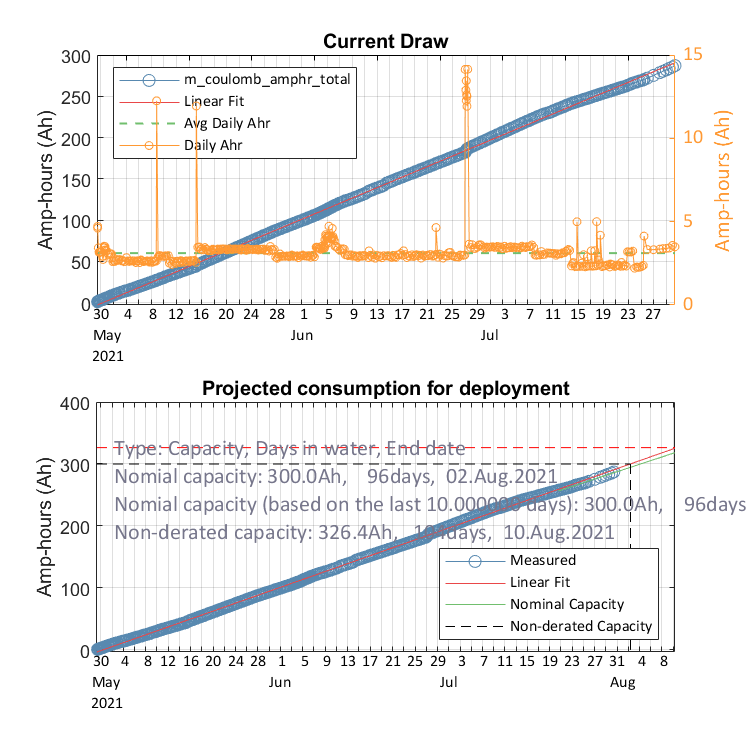 Current Draw
300
250
200
150
100
50
0
Amp-hours (Ah)
15
10
5
0
Amp-hours (Ah)
m_coulomb_amphr_total
Linear Fit
Avg Daily Ahr
Daily Ahr
30 4 8 12 16 20 24 28 1 5 9 13 17 21 25 29 3 7 11 15 19 23 27
May Jun Jul
2021
Projected consumption for deployment
400
300
200
100
0
Amp-hours (Ah)
Type: Capacity, Days in water, End date
Nomial capacity: 300.0Ah, 96days, 02.Aug.2021
Nomial capacity (based on the last 10.000000 days): 300.0Ah, 96days
Non-derated capacity: 326.4Ah, 104days, 10.Aug.2021
Measured
Linear Fit
Nominal Capacity
Non-derated Capacity
30 4 8 12 16 20 24 28 1 5 9 13 17 21 25 29 3 7 11 15 19 23 27 31 4 8
May Jun Jul Aug
2021